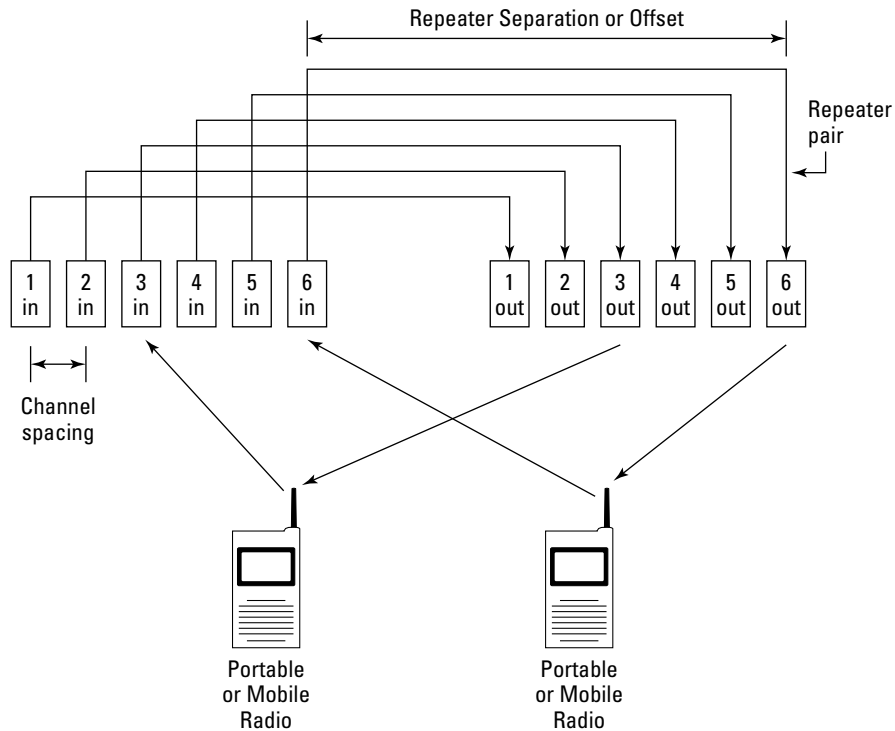 Repeater Separation or Offset
Repeater
pair
1
in
2
in
3
in
4
in
5
in
6
in
1
out
2
out
3
out
4
out
5
out
6
out
Channel
spacing
Portable
or Mobile
Radio
Portable
or Mobile
Radio